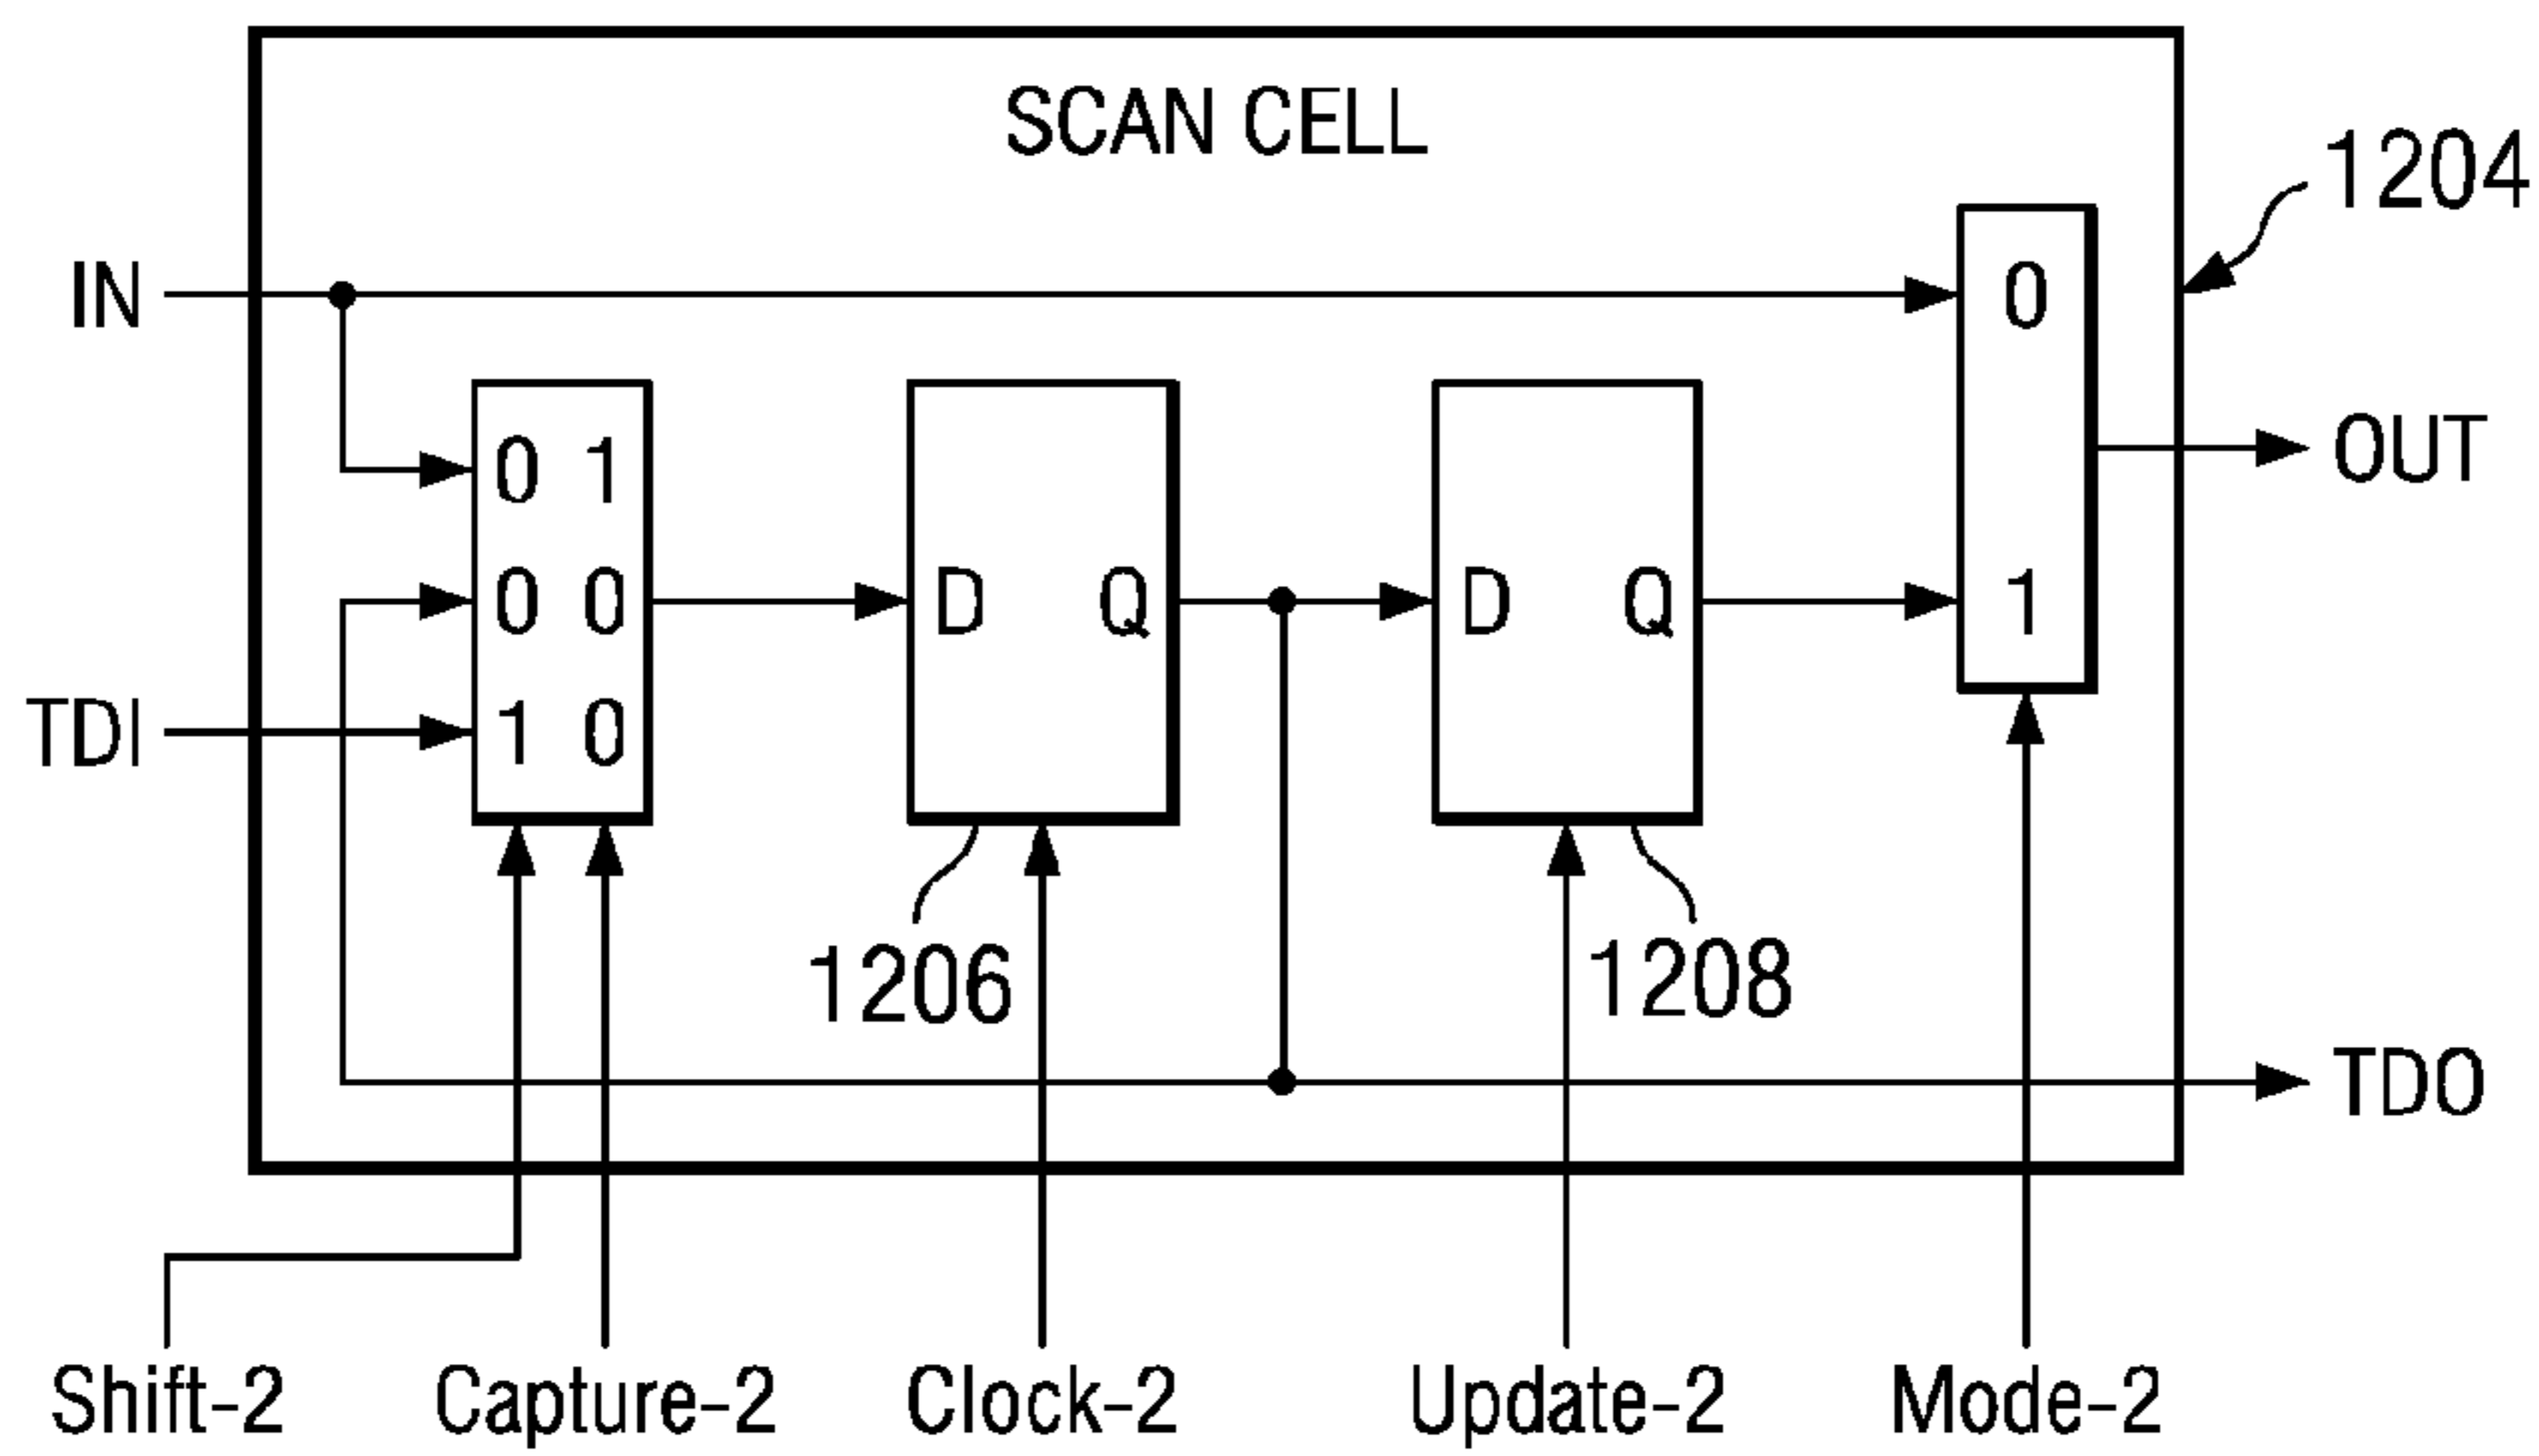 SCAN CELL
1204
IN
0
OUT
0 1
0 0
1 0
D Q
D Q
1
TDI
1206
1208
TDO
Shift-2
Capture-2
Clock-2
Update-2
Mode-2